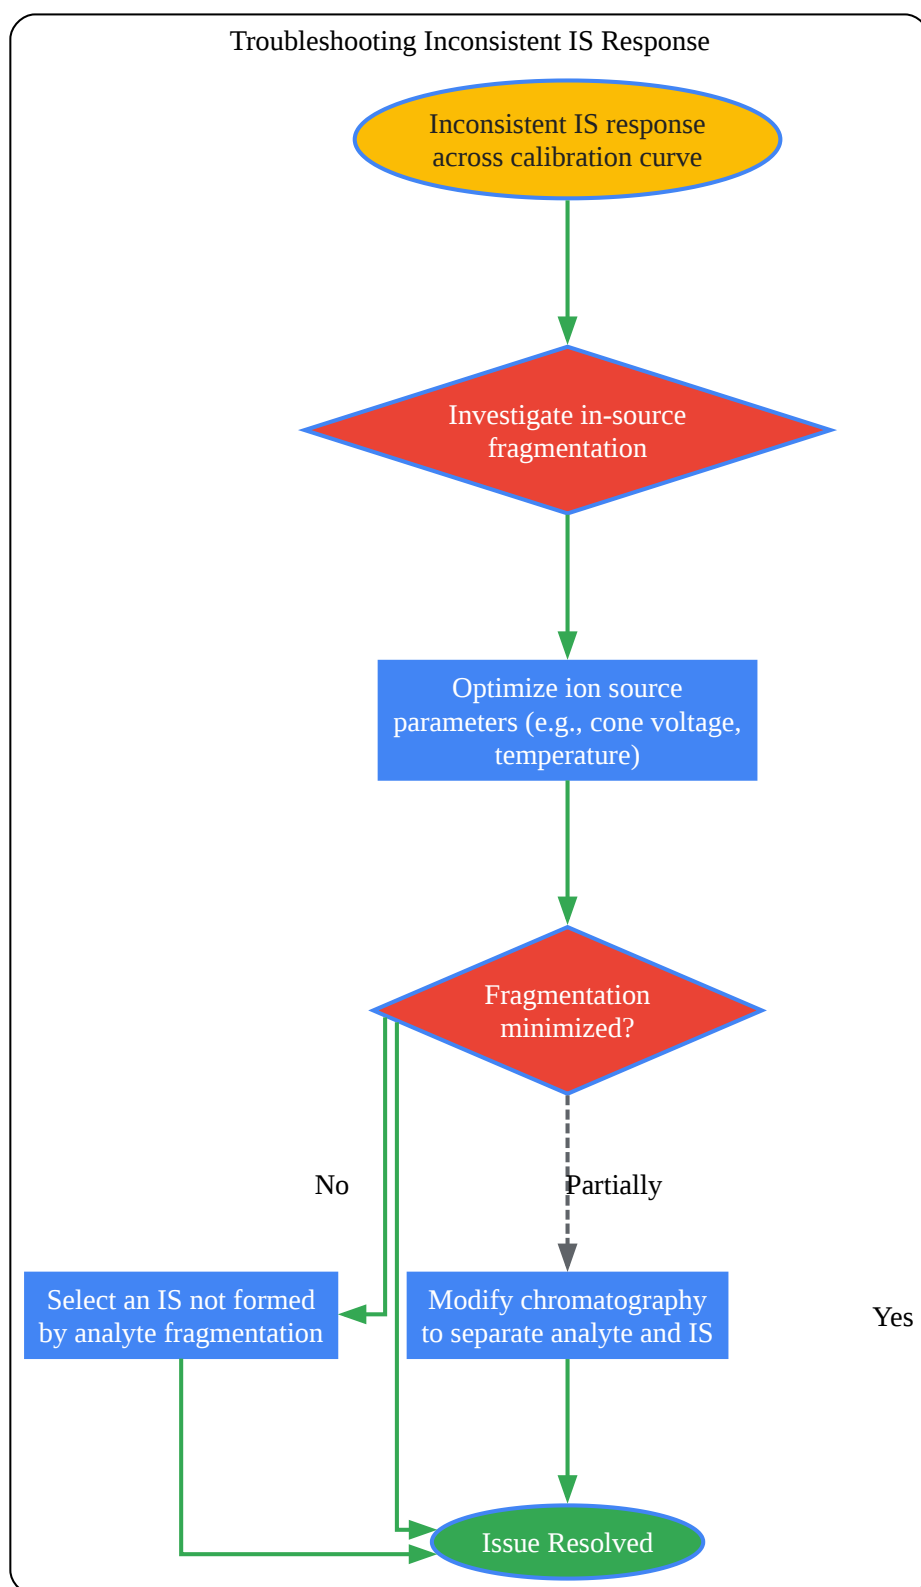 Troubleshooting Inconsistent IS Response
Inconsistent IS response
across calibration curve
Investigate in-source
fragmentation
Optimize ion source
parameters (e.g., cone voltage,
temperature)
Fragmentation
minimized?
No
Partially
Select an IS not formed
by analyte fragmentation
Modify chromatography
to separate analyte and IS
Yes
Issue Resolved